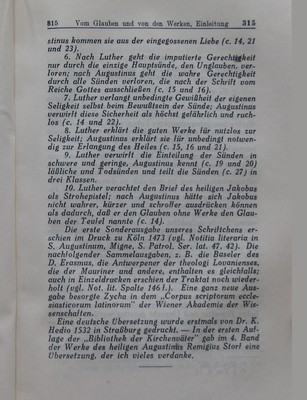 315 Vom Glauben und von den Werken, Einleitung 315
stinus kommen sie aus der eingegossenen Liebe (c. 14, 21
und 23).
6. Nach Luther geht die imputierte Gerechtigkeit
nur durch die einzige Hauptsünde, den Unglauben, ver-
loren; nach Augustinus geht die wahre Gerechtigkeit
durch alle Sünden verloren, die nach der Schrift vom
Reiche Gottes ausschließen (c. 15 und 16).
7. Luther verlangt unbedingte Gewißheit der eigenen
Seligkeit selbst beim Bewußtsein der Sünde; Augustinus
verwirft diese Sicherheit als höchst gefährlich und ruch-
los (c. 14 und 22).
8. Luther erklärt die guten Werke für nutzlos zur
Seligkeit; Augustinus erklärt sie für unbedingt notwen-
dig zur Erlangung des Heiles (c. 15, 16 und 21).
9. Luther verwirft die Einteilung der Sünden in
schwere und geringe, Augustinus kennt (c. 19 und 20)
läßliche und Todsünden und teilt die Sünden (c. 27) in
drei Klassen.
10. Luther verachtet den Brief des heiligen Jakobus
als Strohepistel; nach Augustinus hätte sich Jakobus
nicht wahrer, kürzer und schroffer ausdrücken können
als dadurch, daß er den Glauben ohne Werke den Glau-
ben der Teufel nannte (c. 14).
Die erste Sonderausgabe unseres Schriftchens er-
schien im Druck zu Köln 1473 (vgl. Notitia literaria in
S. Augustinum, Migne, S. Patrol. Ser. lat. 47, 42). Die
nachfolgender Sammelausgaben, z. B. die Baseler des
D. Erasmus, die Antwerpener der theologi Lovanienses,
die der Mauriner und andere, enthalten es gleichfalls;
auch in Einzeldrucken erschien der Traktat noch wieder-
holt (vgl. Not. lit. Spalte 146 f.). Eine ganz neue Aus-
gabe besorgte Zycha in dem „Corpus scriptorum eccle-
siasticorum latinorum" der Wiener Akademie der Wis-
senschaften.
Eine deutsche Übersetzung wurde erstmals von Dr. K.
Hedio 1532 in Straßburg gedruckt. — In der ersten Auf-
lage der „Bibliothek der Kirchenväter" gab im 4. Band
der Werke des heiligen Augustinus Remigius Storf eine
Übersetzung, der ich vieles verdanke.